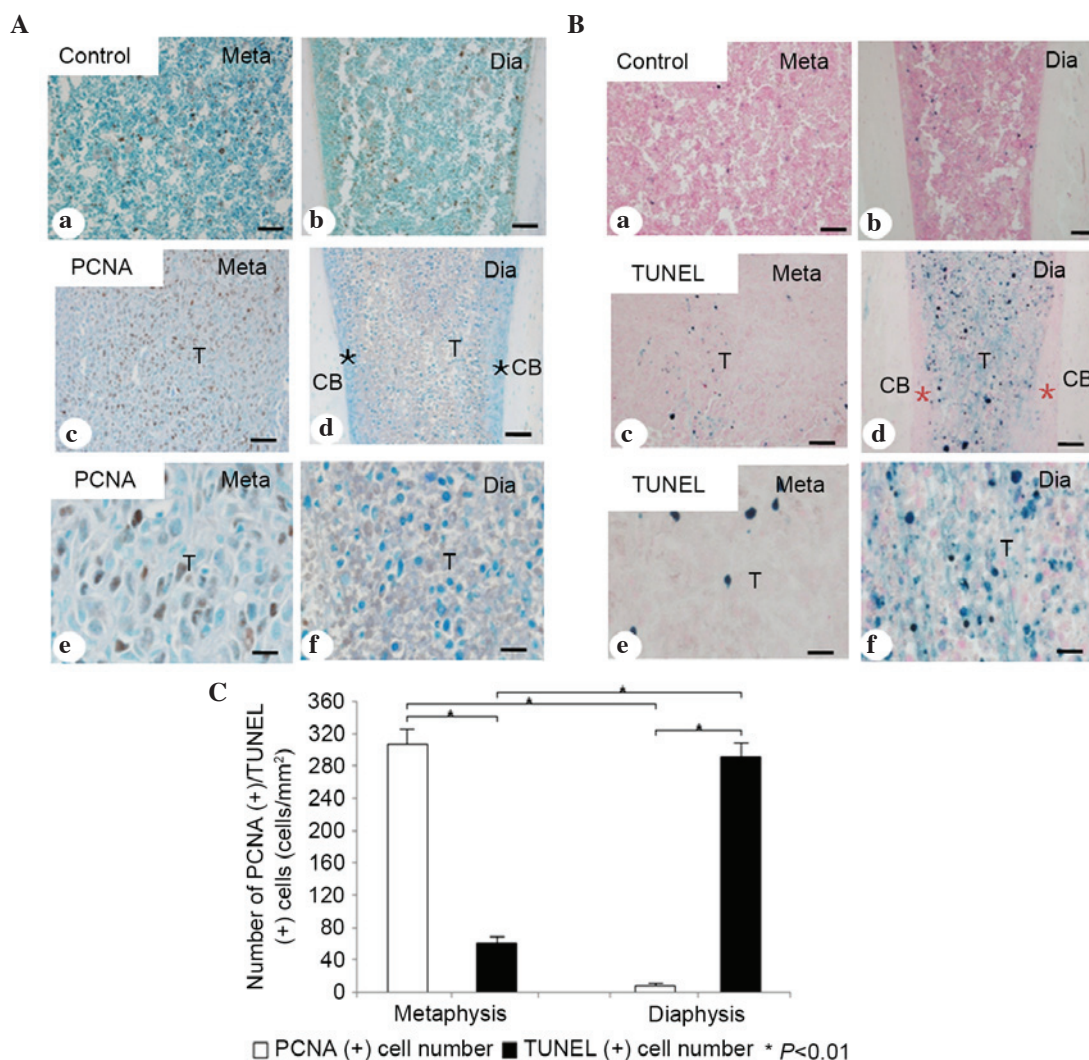 A
B
Control Meta
Dia
Control Meta
Dia
a
b
a
b
PCNA Meta
Dia
TUNEL Meta
Dia
T
T
T
T
CB
CB
CB
CB
c
d
c
d
PCNA Meta
Dia
TUNEL Meta
Dia
T
T
T
T
e
f
e
f
C
Number of PCNA (+)/TUNEL
(+) cells (cells/mm²)
360
320
280
240
200
160
120
80
40
0
Metaphysis Diaphysis
PCNA (+) cell number TUNEL (+) cell number * P<0.01